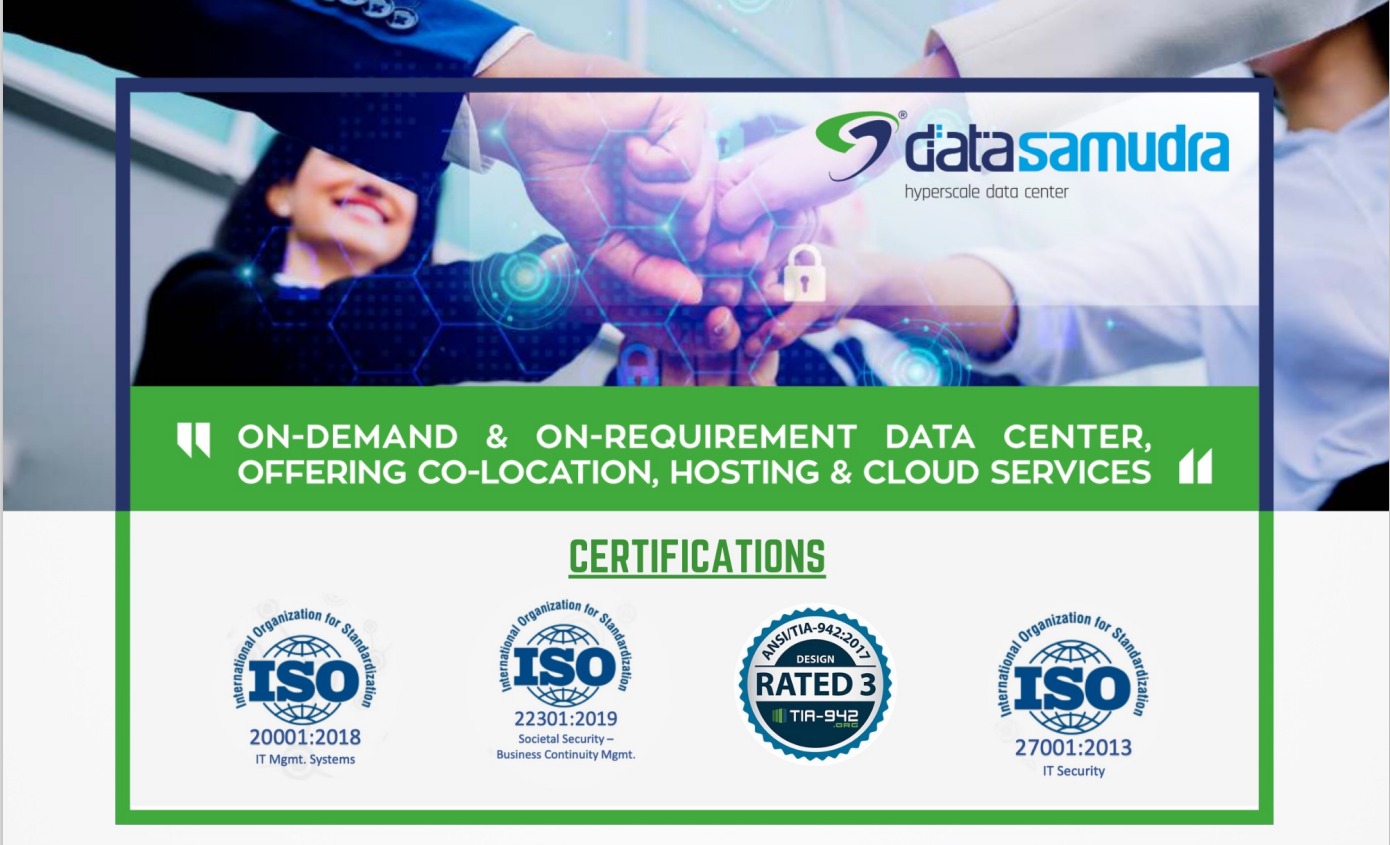 datasamudra®
hyperscale data center
ON-DEMAND & ON-REQUIREMENT DATA CENTER,
OFFERING CO-LOCATION, HOSTING & CLOUD SERVICES
CERTIFICATIONS
International Organization for Standardization
ISO
20001:2018
IT Mgmt. Systems
International Organization for Standardization
ISO
22301:2019
Societal Security –
Business Continuity Mgmt.
ANSI/TIA-942:2017
DESIGN
RATED 3
TIA-942
.ORG
International Organization for Standardization
ISO
27001:2013
IT Security